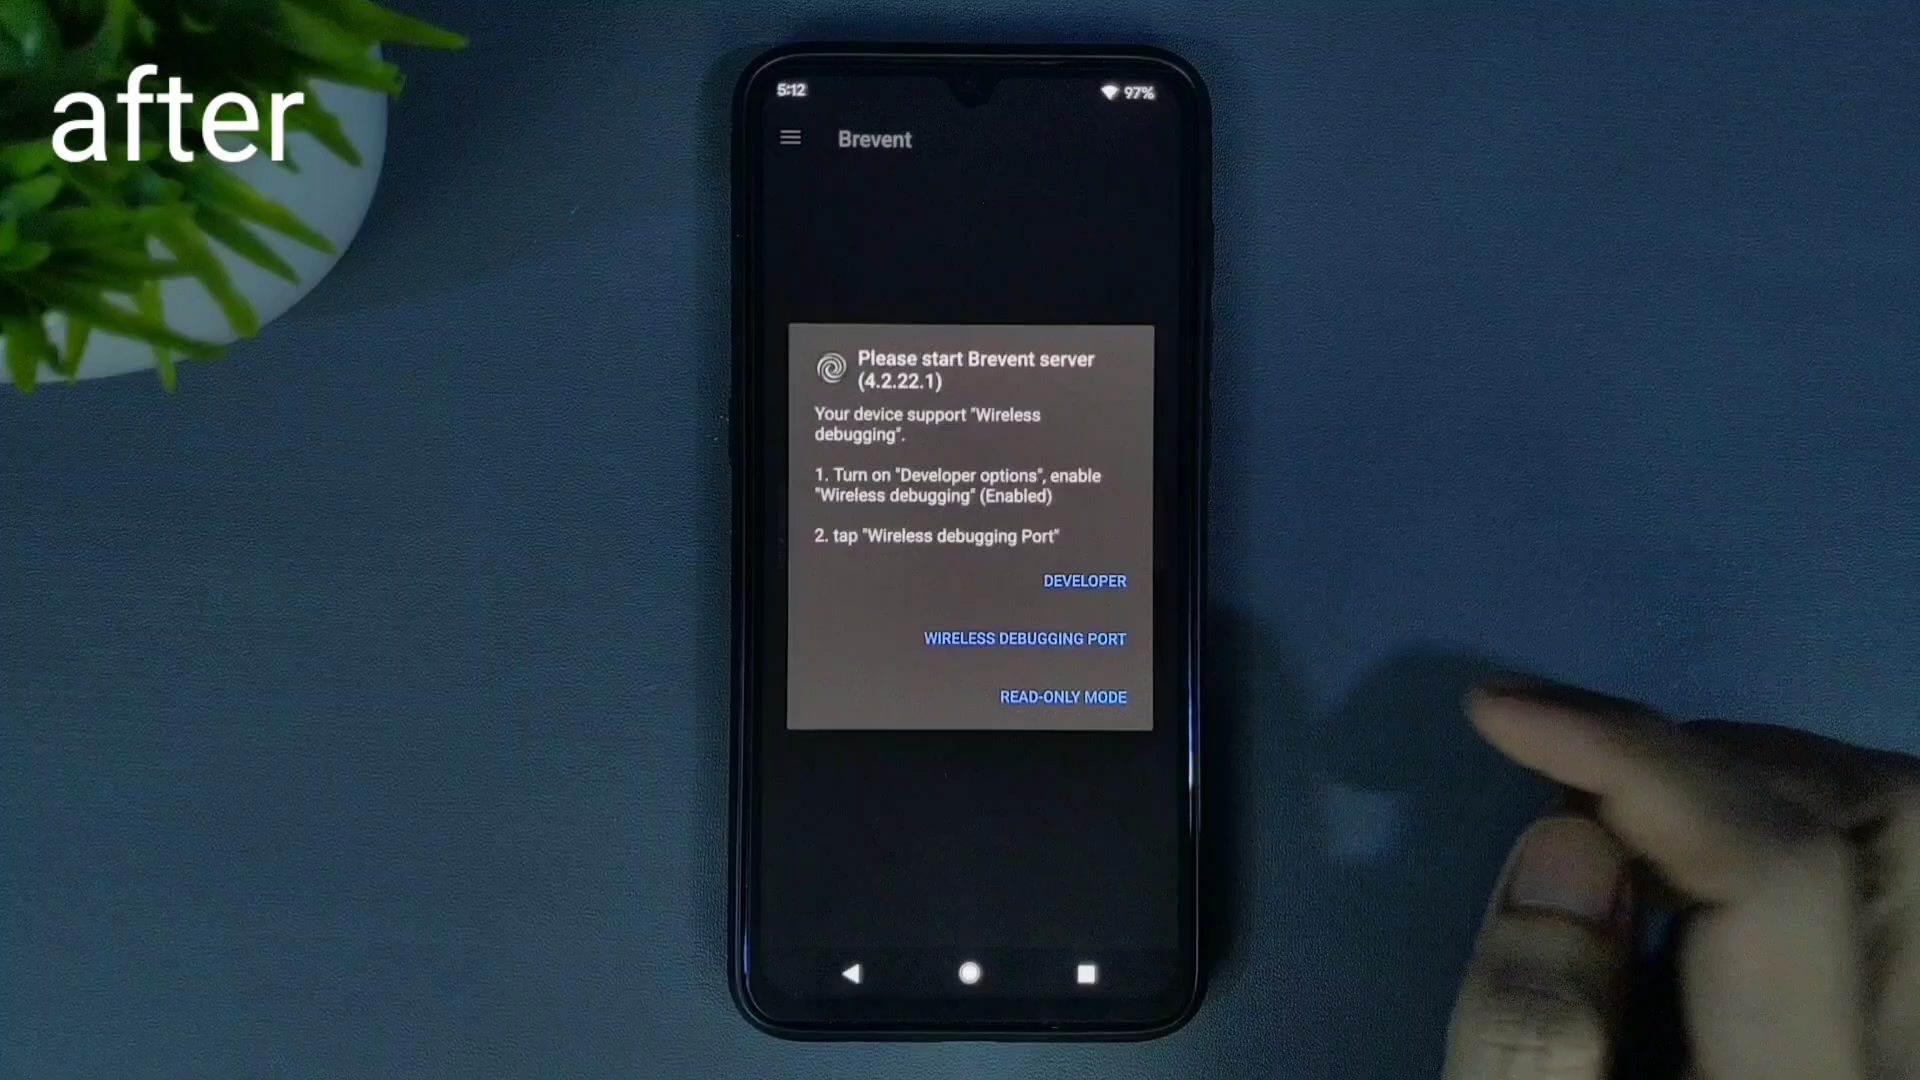 after
5:12
97%
Brevent
Please start Brevent server
(4.2.22.1)
Your device support "Wireless
debugging".
1. Turn on "Developer options", enable
"Wireless debugging" (Enabled)
2. tap "Wireless debugging Port"
DEVELOPER
WIRELESS DEBUGGING PORT
READ-ONLY MODE